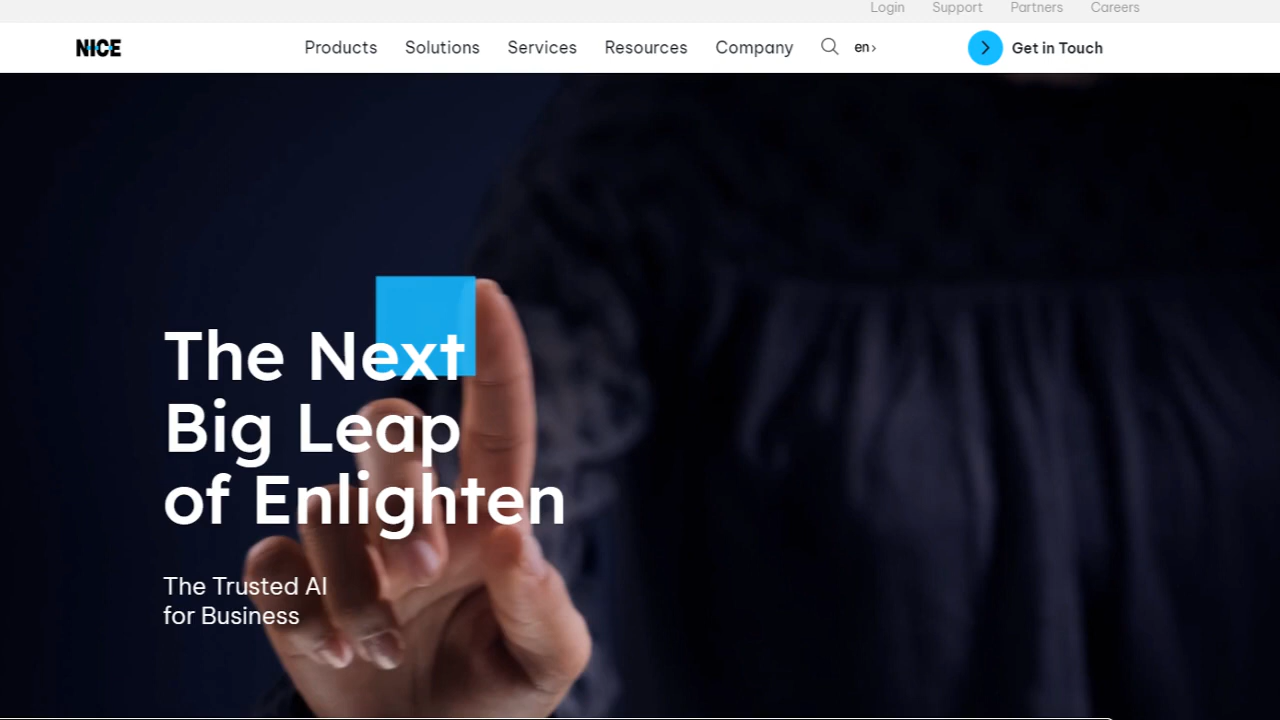 Login Support Partners Careers
NICE Products Solutions Services Resources Company en Get in Touch
The Next
Big Leap
of Enlighten
The Trusted AI
for Business